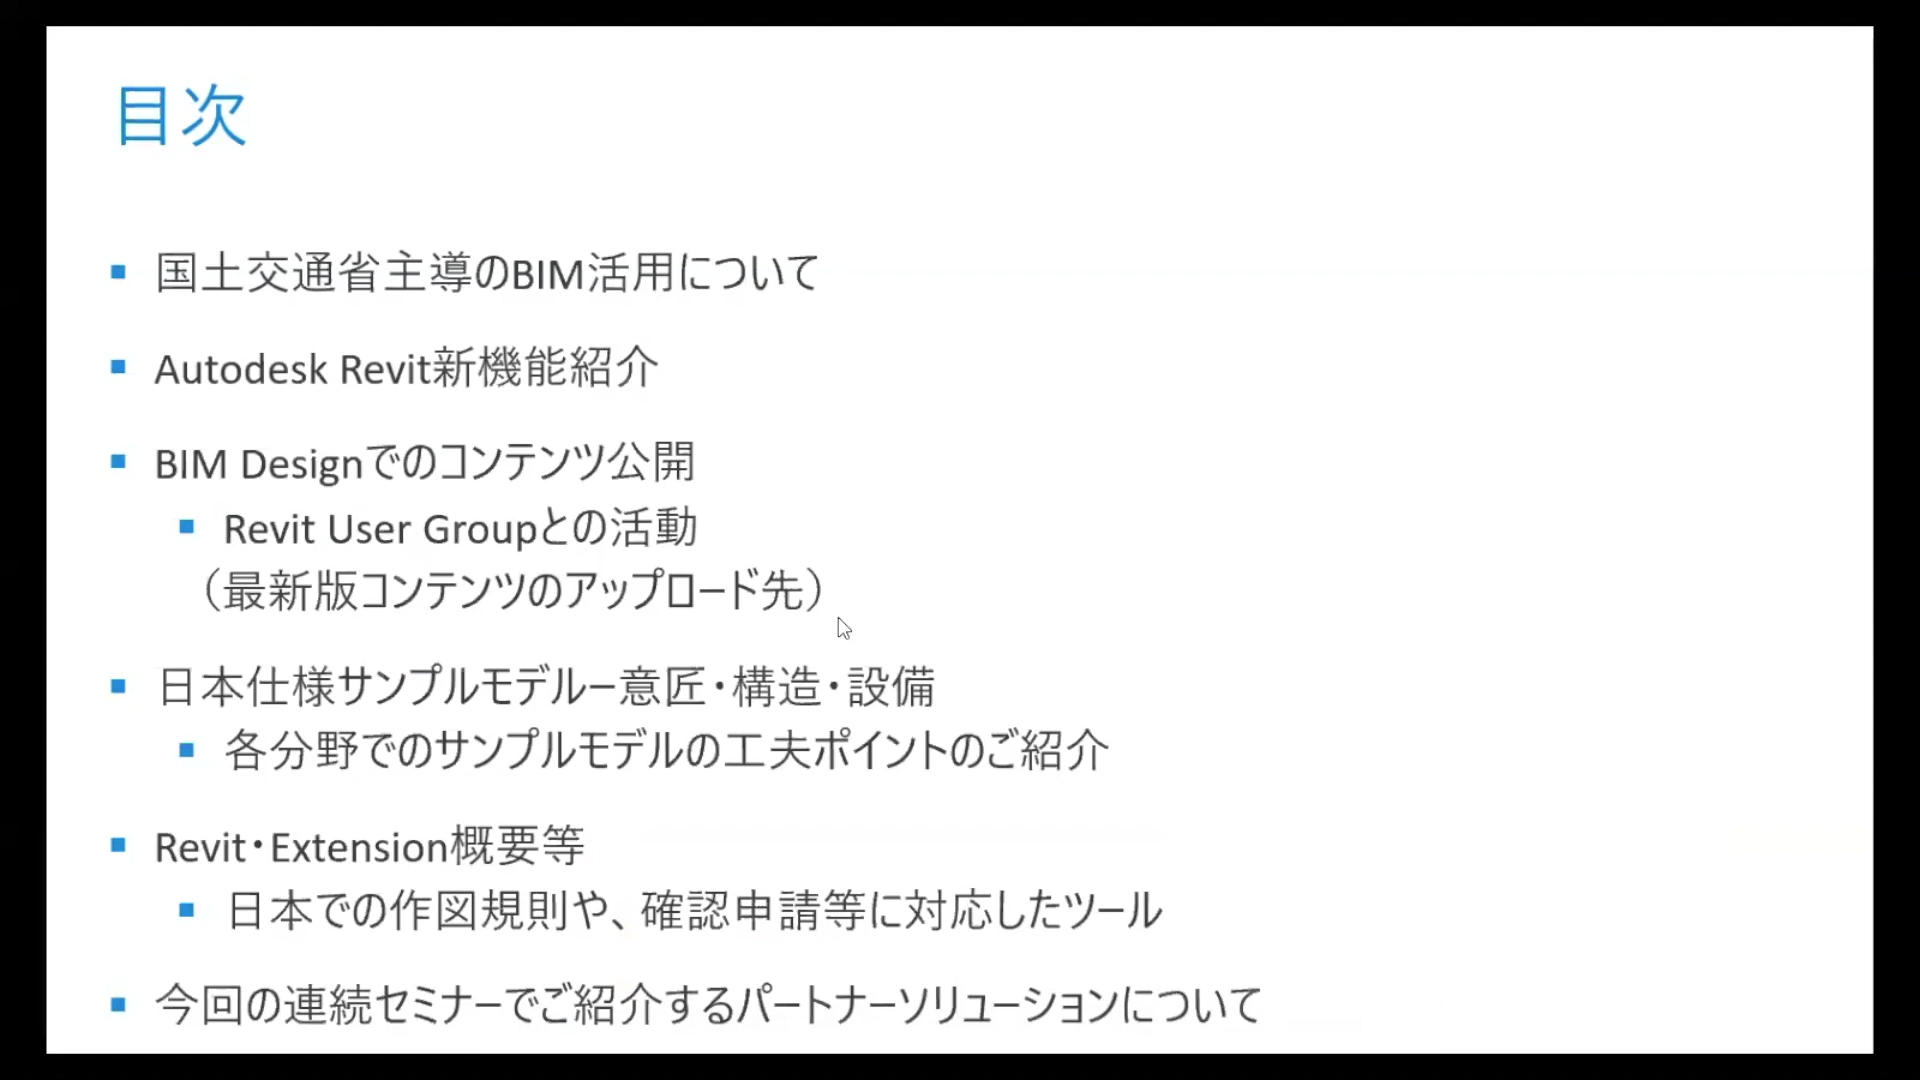 目次
国土交通省主導のBIM活用について
Autodesk Revit新機能紹介
BIM Designでのコンテンツ公開
Revit User Groupとの活動
（最新版コンテンツのアップロード先）
日本仕様サンプルモデルー意匠・構造・設備
各分野でのサンプルモデルの工夫ポイントのご紹介
Revit・Extension概要等
日本での作図規則や、確認申請等に対応したツール
今回の連続セミナーでご紹介するパートナーソリューションについて